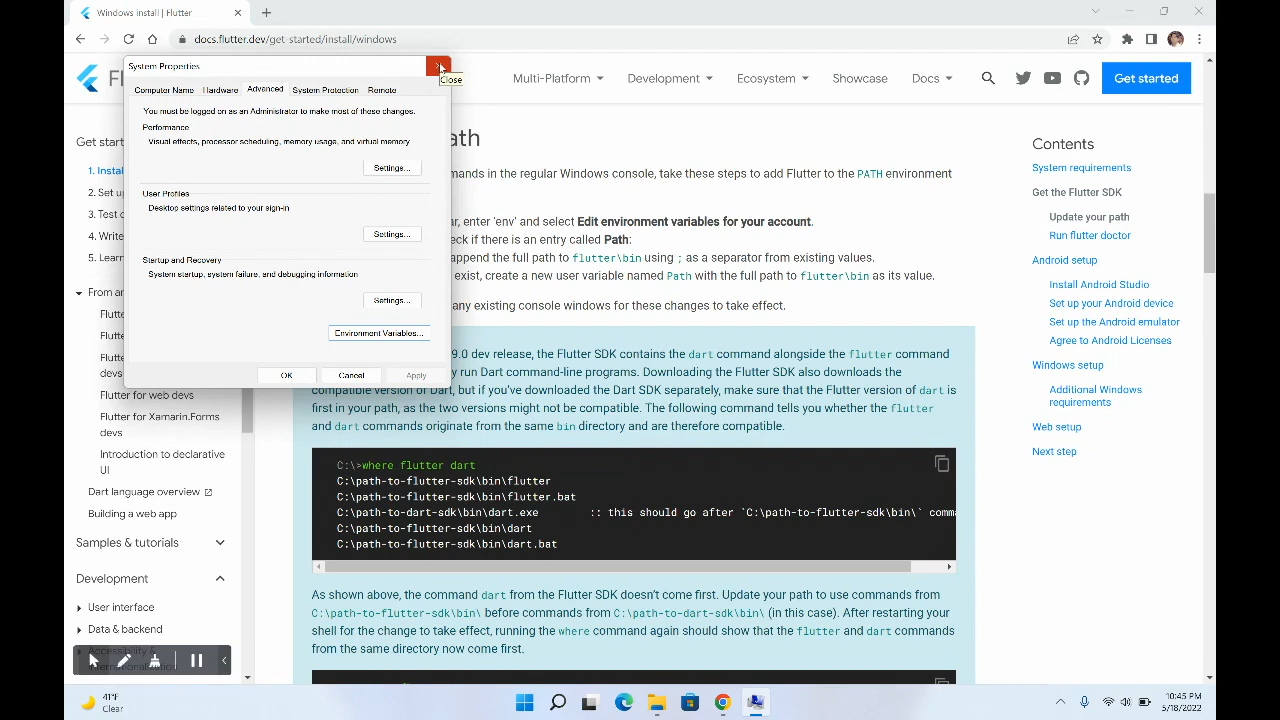 Windows install | Flutter
docs.flutter.dev/get-started/install/windows
Multi-Platform
Development
Ecosystem
Showcase
Docs
Get started
System Properties
Close
Computer Name
Hardware
Advanced
System Protection
Remote
You must be logged on as an Administrator to make most of these changes.
Performance
Visual effects, processor scheduling, memory usage, and virtual memory
Settings...
User Profiles
Desktop settings related to your sign-in
Settings...
Startup and Recovery
System startup, system failure, and debugging information
Settings...
Environment Variables...
OK
Cancel
Apply
Get start
1. Install
2. Set up
3. Test
4. Write
5. Learn
From an
Flutter for web devs
Flutter for Xamarin.Forms
devs
Introduction to declarative
UI
Dart language overview
Building a web app
Samples & tutorials
Development
User interface
Data & backend
Accessibility &
internationalization
ath
mands in the regular Windows console, take these steps to add Flutter to the PATH environment
ar, enter 'env' and select Edit environment variables for your account.
eck if there is an entry called Path:
append the full path to flutter\bin using ; as a separator from existing values.
exist, create a new user variable named Path with the full path to flutter\bin as its value.
any existing console windows for these changes to take effect.
9.0 dev release, the Flutter SDK contains the dart command alongside the flutter command
y run Dart command-line programs. Downloading the Flutter SDK also downloads the
compatible version of Dart, but if you've downloaded the Dart SDK separately, make sure that the Flutter version of dart is
first in your path, as the two versions might not be compatible. The following command tells you whether the flutter
and dart commands originate from the same bin directory and are therefore compatible.
C:\>where flutter dart
C:\path-to-flutter-sdk\bin\flutter
C:\path-to-flutter-sdk\bin\flutter.bat
C:\path-to-dart-sdk\bin\dart.exe :: this should go after `C:\path-to-flutter-sdk\bin\` comma
C:\path-to-flutter-sdk\bin\dart
C:\path-to-flutter-sdk\bin\dart.bat
As shown above, the command dart from the Flutter SDK doesn't come first. Update your path to use commands from
C:\path-to-flutter-sdk\bin\ before commands from C:\path-to-dart-sdk\bin\ (in this case). After restarting your
shell for the change to take effect, running the where command again should show that the flutter and dart commands
from the same directory now come first.
Contents
System requirements
Get the Flutter SDK
Update your path
Run flutter doctor
Android setup
Install Android Studio
Set up your Android device
Set up the Android emulator
Agree to Android Licenses
Windows setup
Additional Windows
requirements
Web setup
Next step
41°F
Clear
10:45 PM
5/18/2022